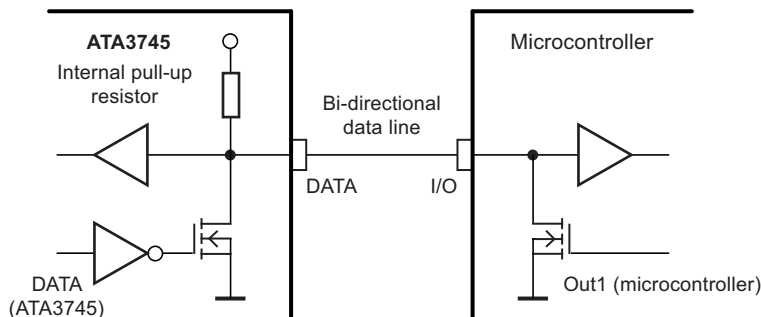 ATA3745
Internal pull-up
resistor
Bi-directional
data line
Microcontroller
DATA
I/O
DATA
(ATA3745)
Out1 (microcontroller)